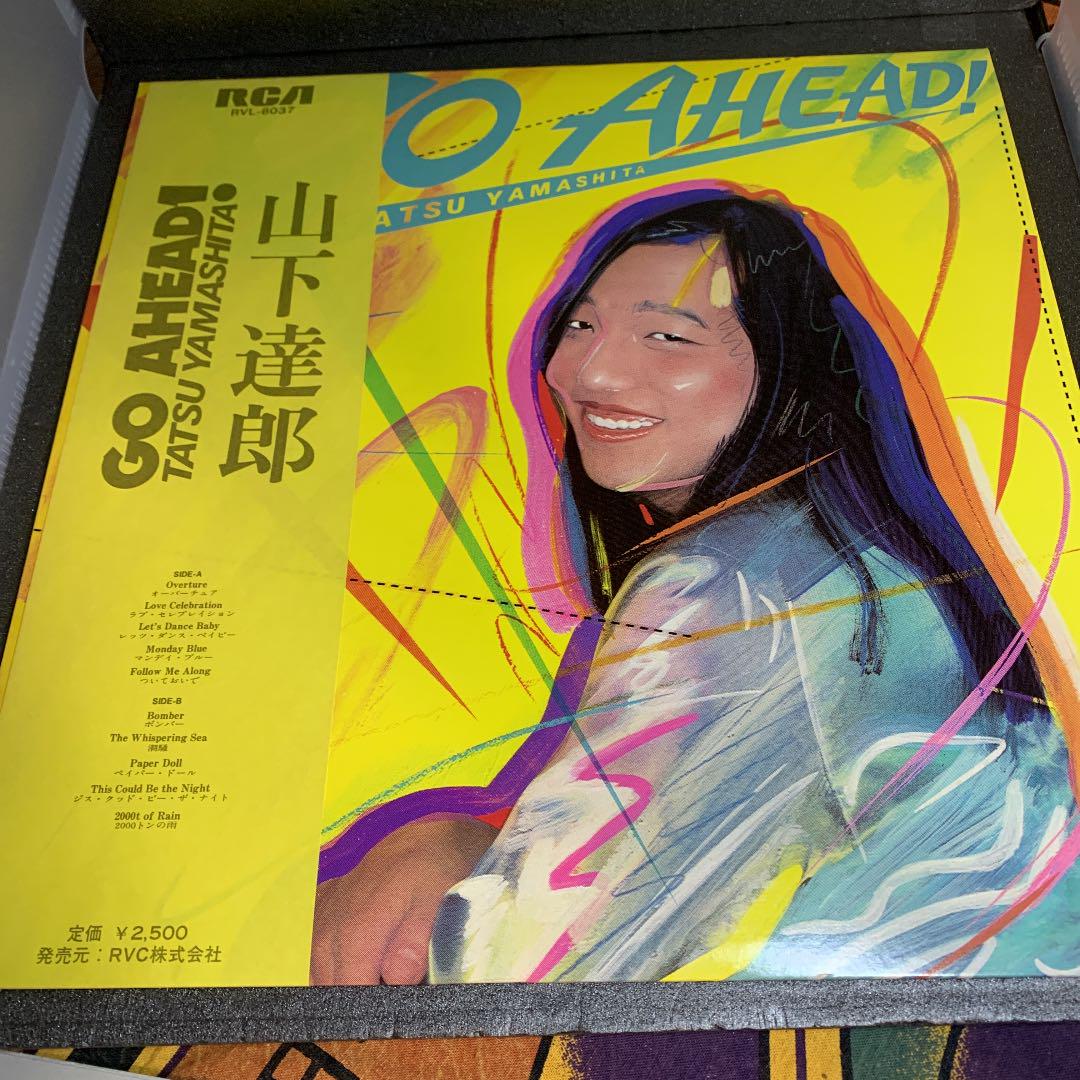 RCA
RVL-8037
GO AHEAD!
TATSU YAMASHITA
山下達郎
GO AHEAD!
TATSU YAMASHITA
SIDE-A
Overture
オーバーチュア
Love Celebration
ラブ・セレブレイション
Let's Dance Baby
レッツ・ダンス・ベイビー
Monday Blue
マンデイ・ブルー
Follow Me Along
ついておいで
SIDE-B
Bomber
ボンバー
The Whispering Sea
潮騒
Paper Doll
ペイパー・ドール
This Could Be the Night
ジス・クッド・ビー・ザ・ナイト
2000t of Rain
2000トンの雨
定価 ¥2,500
発売元:RVC株式会社